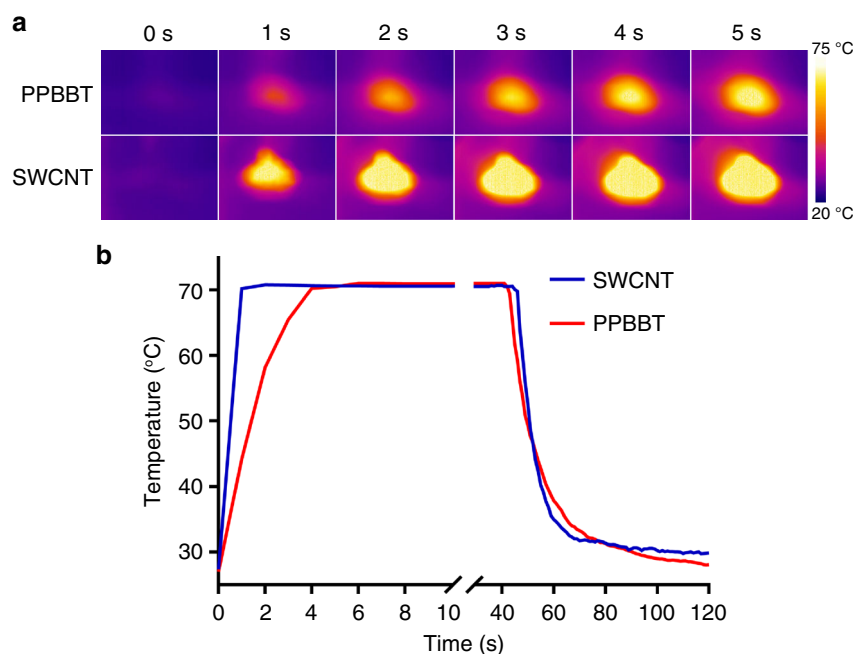 a
0 s 1 s 2 s 3 s 4 s 5 s
75 °C
PPBBT
SWCNT
20 °C
b
SWCNT
PPBBT
Temperature (°C)
70
60
50
40
30
0 2 4 6 8 10 40 60 80 100 120
Time (s)